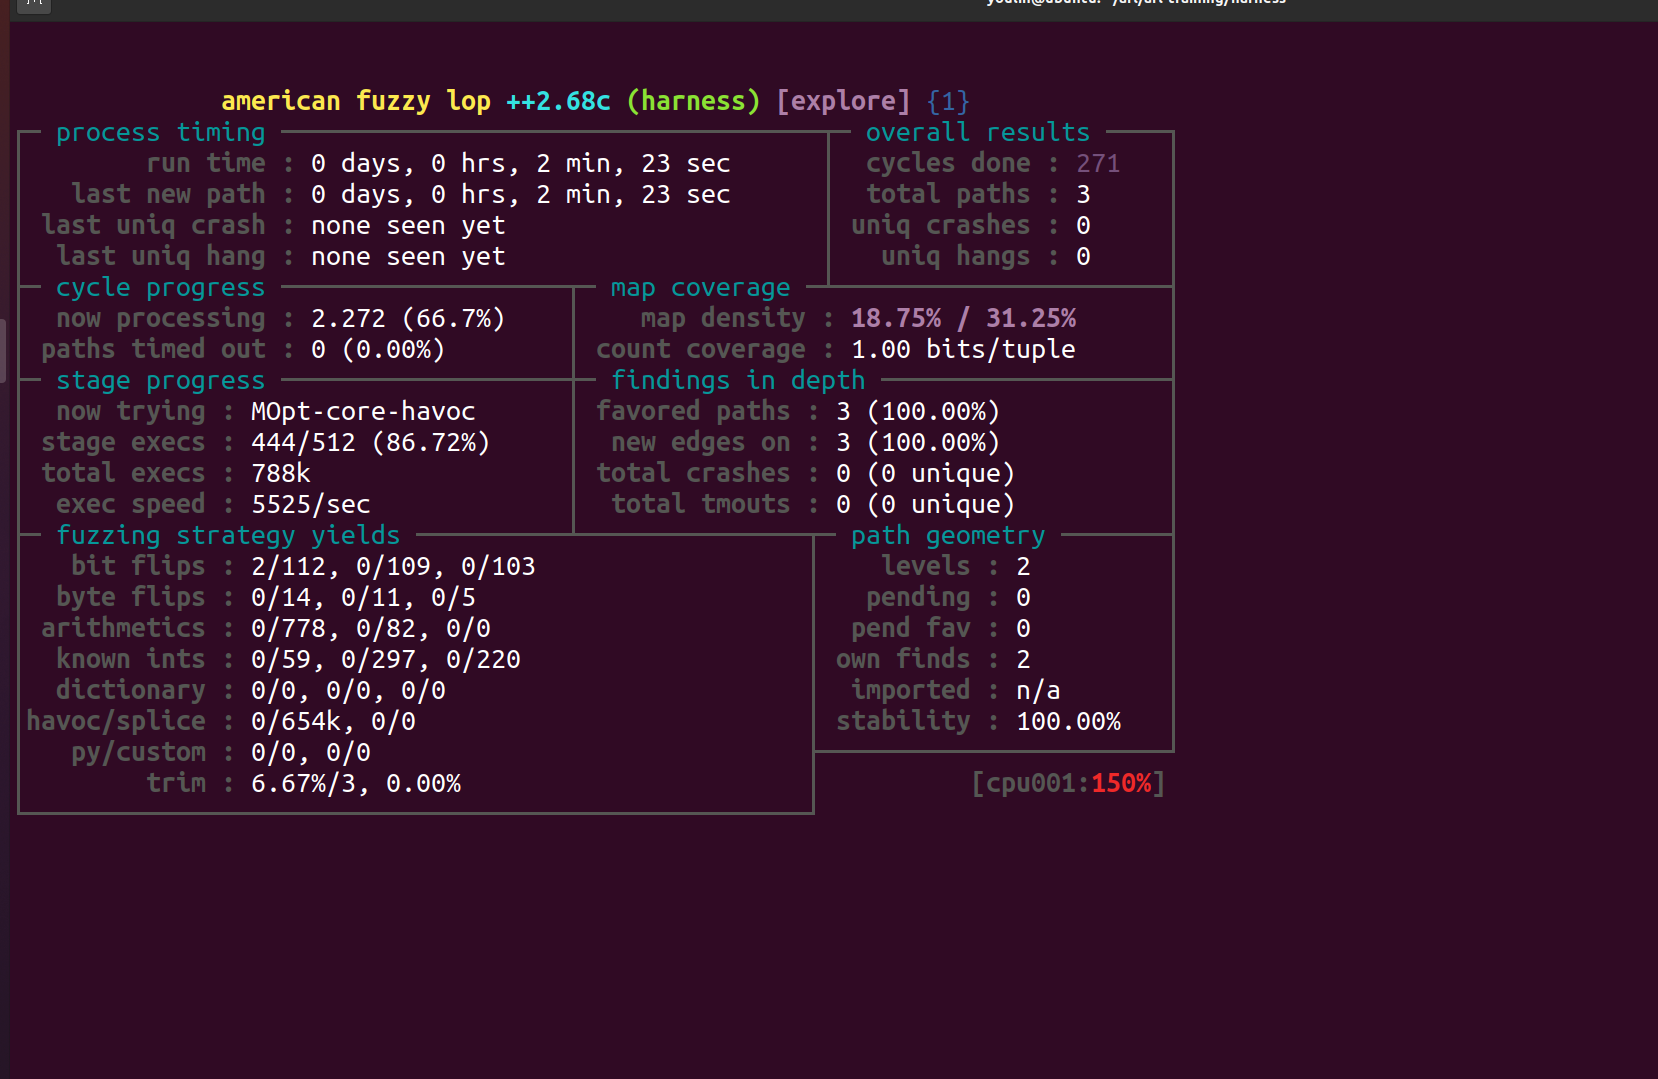 youlin@ubuntu: ~/afl/afl-training/harness
american fuzzy lop ++2.68c (harness) [explore] {1}
process timing
overall results
run time : 0 days, 0 hrs, 2 min, 23 sec
cycles done : 271
last new path : 0 days, 0 hrs, 2 min, 23 sec
total paths : 3
last uniq crash : none seen yet
uniq crashes : 0
last uniq hang : none seen yet
uniq hangs : 0
cycle progress
map coverage
now processing : 2.272 (66.7%)
map density : 18.75% / 31.25%
paths timed out : 0 (0.00%)
count coverage : 1.00 bits/tuple
stage progress
findings in depth
now trying : MOpt-core-havoc
favored paths : 3 (100.00%)
stage execs : 444/512 (86.72%)
new edges on : 3 (100.00%)
total execs : 788k
total crashes : 0 (0 unique)
exec speed : 5525/sec
total tmouts : 0 (0 unique)
fuzzing strategy yields
path geometry
bit flips : 2/112, 0/109, 0/103
levels : 2
byte flips : 0/14, 0/11, 0/5
pending : 0
arithmetics : 0/778, 0/82, 0/0
pend fav : 0
known ints : 0/59, 0/297, 0/220
own finds : 2
dictionary : 0/0, 0/0, 0/0
imported : n/a
havoc/splice : 0/654k, 0/0
stability : 100.00%
py/custom : 0/0, 0/0
trim : 6.67%/3, 0.00%
[cpu001:150%]